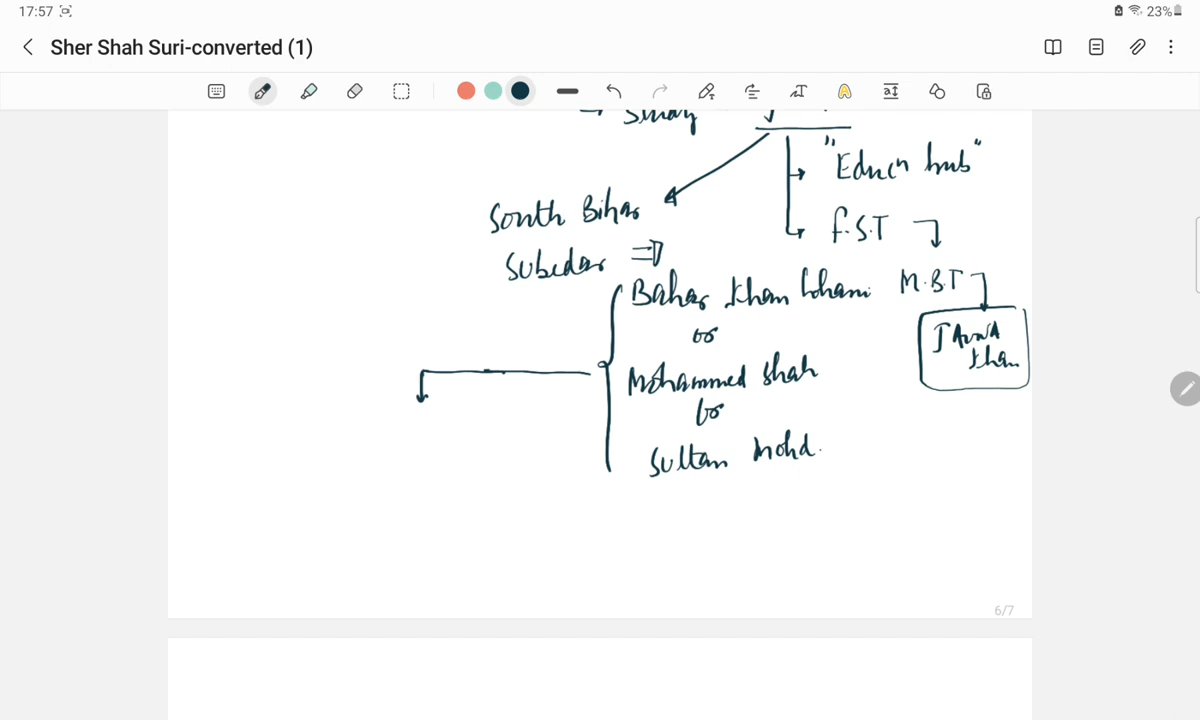 17:57
23%
Sher Shah Suri-converted (1)
"Educn hub"
South Bihar
F.S.T
Subedar ⇒
Bahar Khan Lohani
M.B.T
or
JAUNA
Khan
Mohammed Shah
or
Sultan Mohd.
6/7